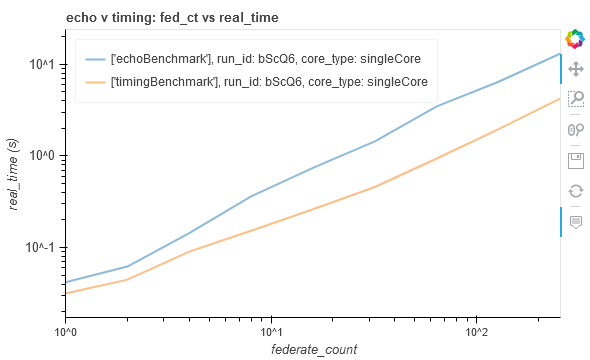 echo v timing: fed_ct vs real_time
['echoBenchmark'], run_id: bScQ6, core_type: singleCore
['timingBenchmark'], run_id: bScQ6, core_type: singleCore
real_time (s)
10^1
10^0
10^-1
10^0
10^1
10^2
federate_count